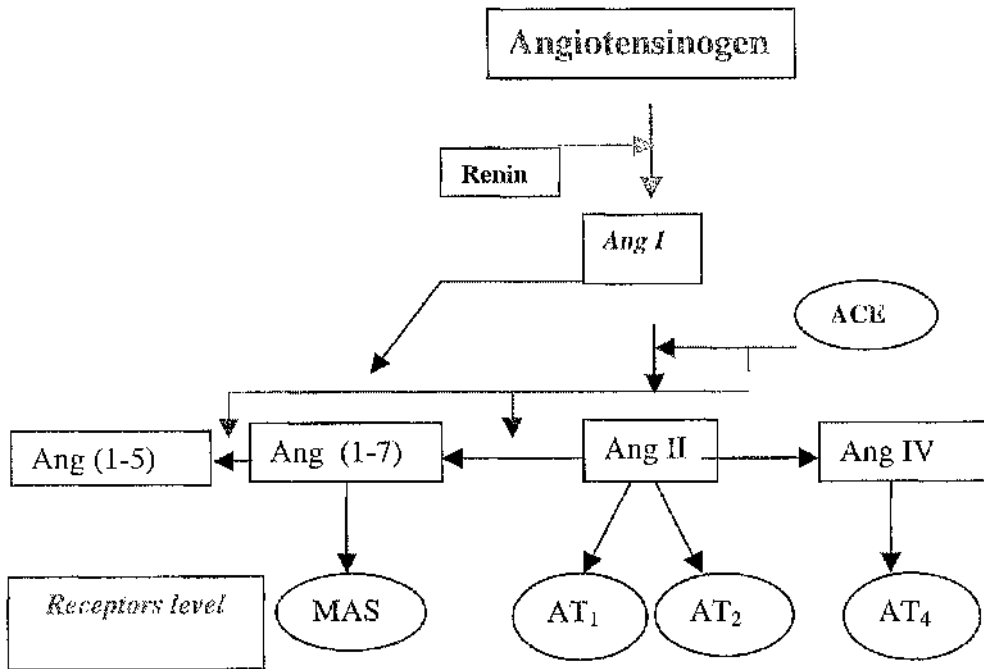 Angiotensinogen
Renin
Ang I
ACE
Ang (1-5)
Ang (1-7)
Ang II
Ang IV
Receptors level
MAS
AT₁
AT₂
AT₄